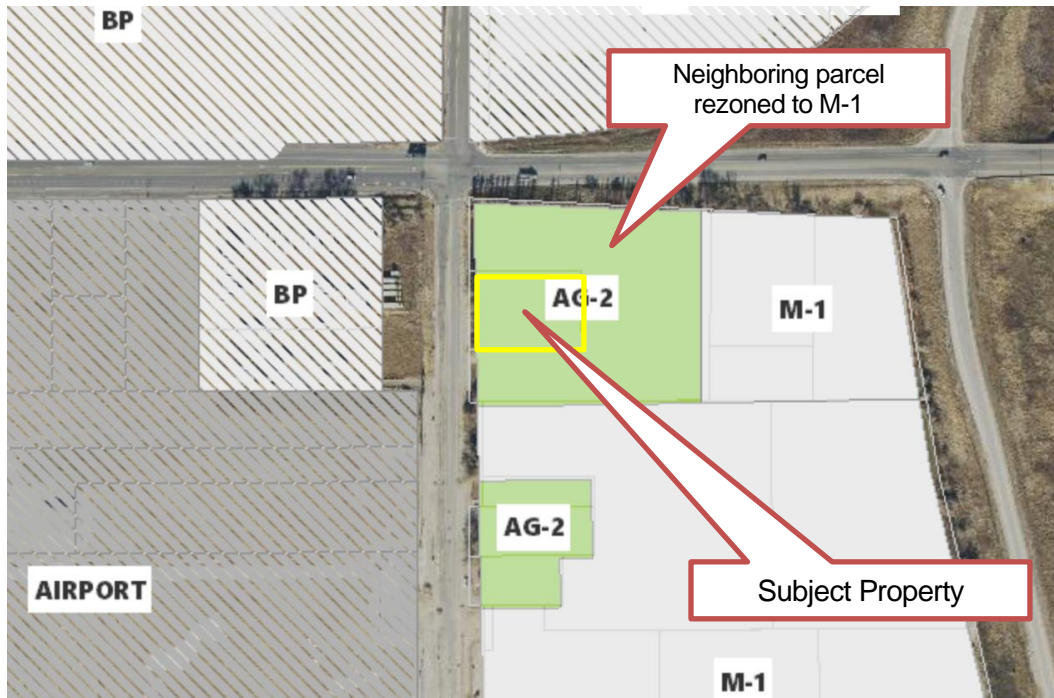 BP
Neighboring parcel
rezoned to M-1
BP
AG-2
M-1
AG-2
AIRPORT
Subject Property
M-1